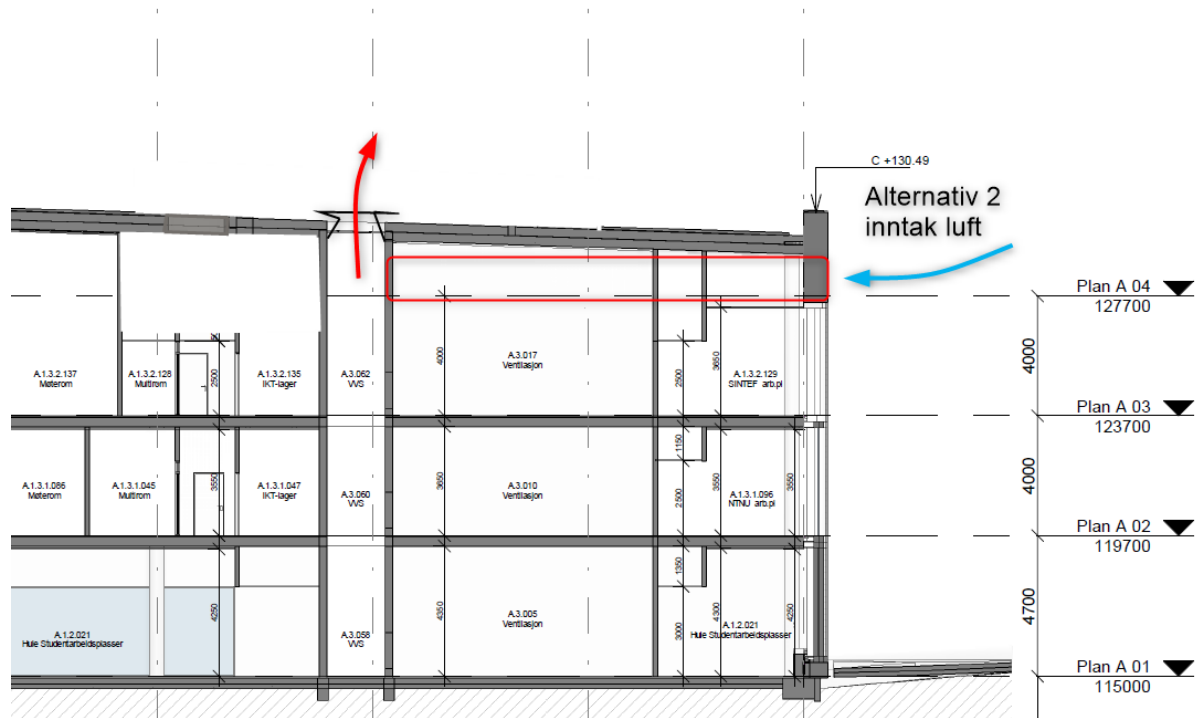 C +130.49
Alternativ 2
inntak luft
Plan A 04
127700
4000
A.1.3.2.137
Møterom
A.1.3.2.128
Multirom
2500
A.1.3.2.135
IKT-lager
A.3.062
VVS
4000
A.3.017
Ventilasjon
2500
3650
A.1.3.2.129
SINTEF arb.pl
4000
Plan A 03
123700
A.1.3.1.086
Møterom
A.1.3.1.045
Multirom
3550
A.1.3.1.047
IKT-lager
A.3.060
VVS
3650
A.3.010
Ventilasjon
1150
2500
3550
A.1.3.1.096
NTNU arb.pl
3550
4000
Plan A 02
119700
A.1.2.021
Hule Studentarbeidsplasser
4250
A.3.058
VVS
4350
A.3.005
Ventilasjon
1350
3000
4300
A.1.2.021
Hule Studentarbeidsplasser
4250
4700
Plan A 01
115000